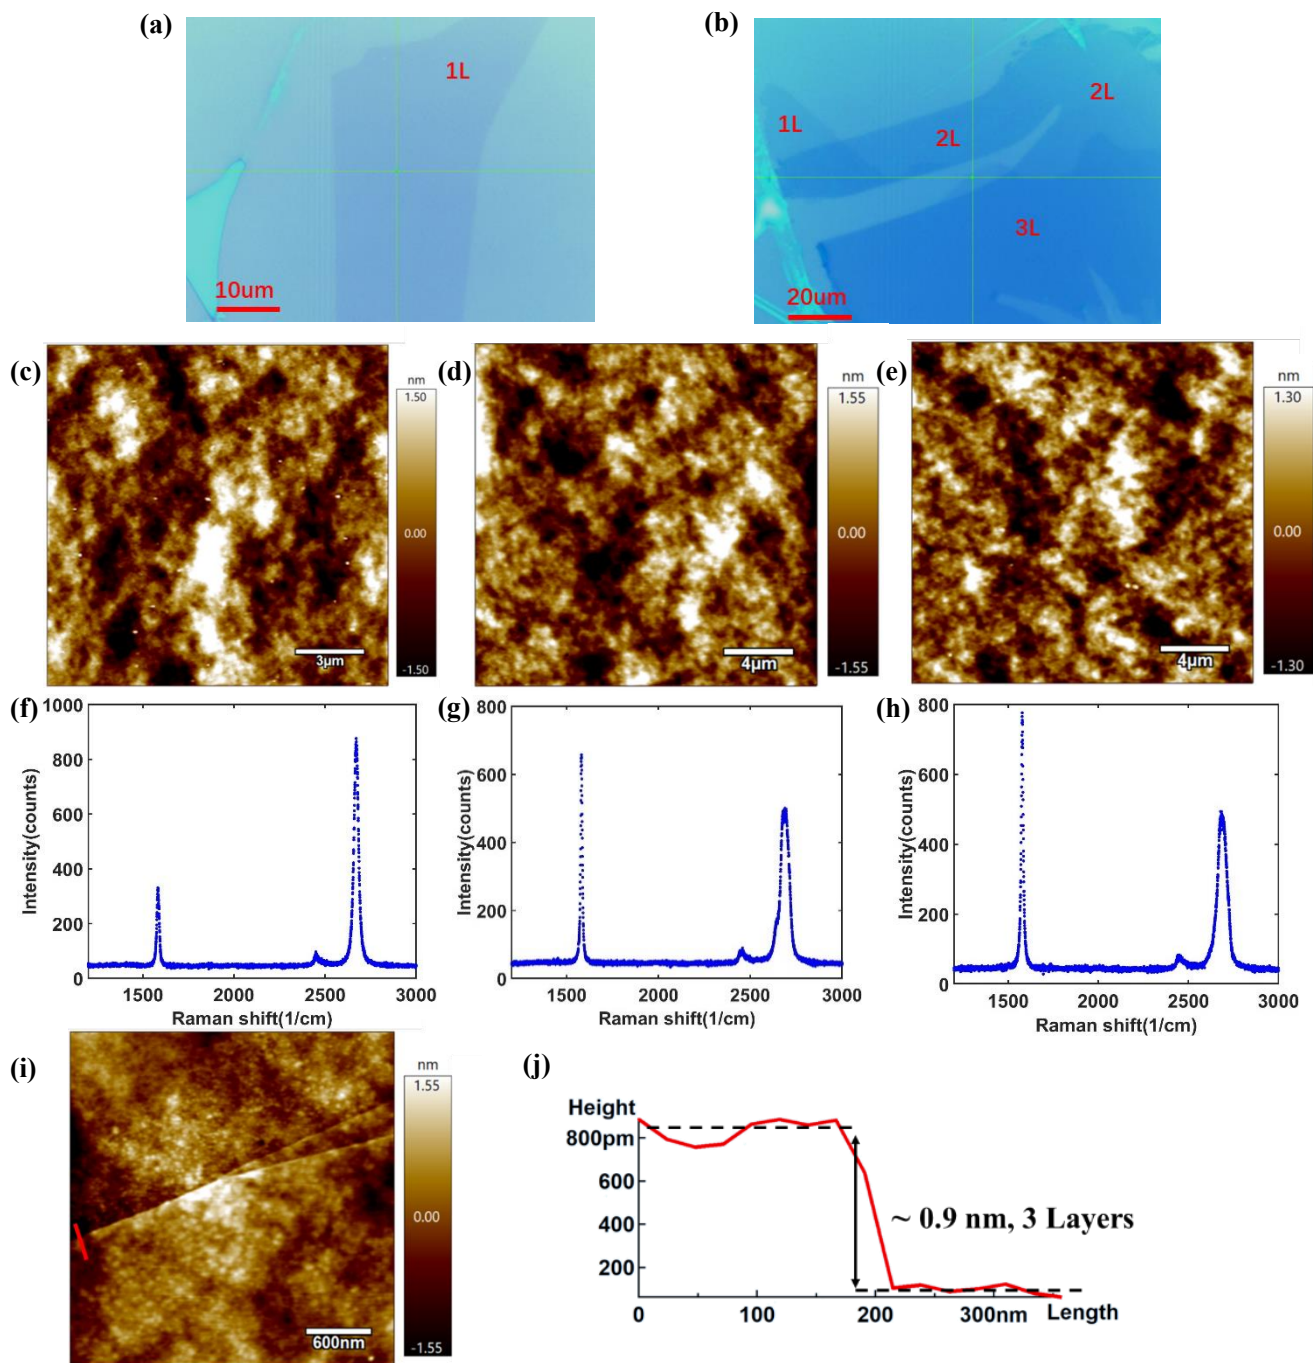 (a)
1L
10um
(b)
1L
2L
2L
3L
20um
(c)
nm
1.50
0.00
-1.50
3μm
(d)
nm
1.55
0.00
-1.55
4μm
(e)
nm
1.30
0.00
-1.30
4μm
(f)
1000
800
600
400
200
0
1500 2000 2500 3000
Intensity(counts)
Raman shift(1/cm)
(g)
800
600
400
200
0
1500 2000 2500 3000
Intensity(counts)
Raman shift(1/cm)
(h)
800
600
400
200
0
1500 2000 2500 3000
Intensity(counts)
Raman shift(1/cm)
(i)
nm
1.55
0.00
-1.55
600nm
(j)
Height
800pm
600
400
200
~ 0.9 nm, 3 Layers
0 100 200 300nm
Length